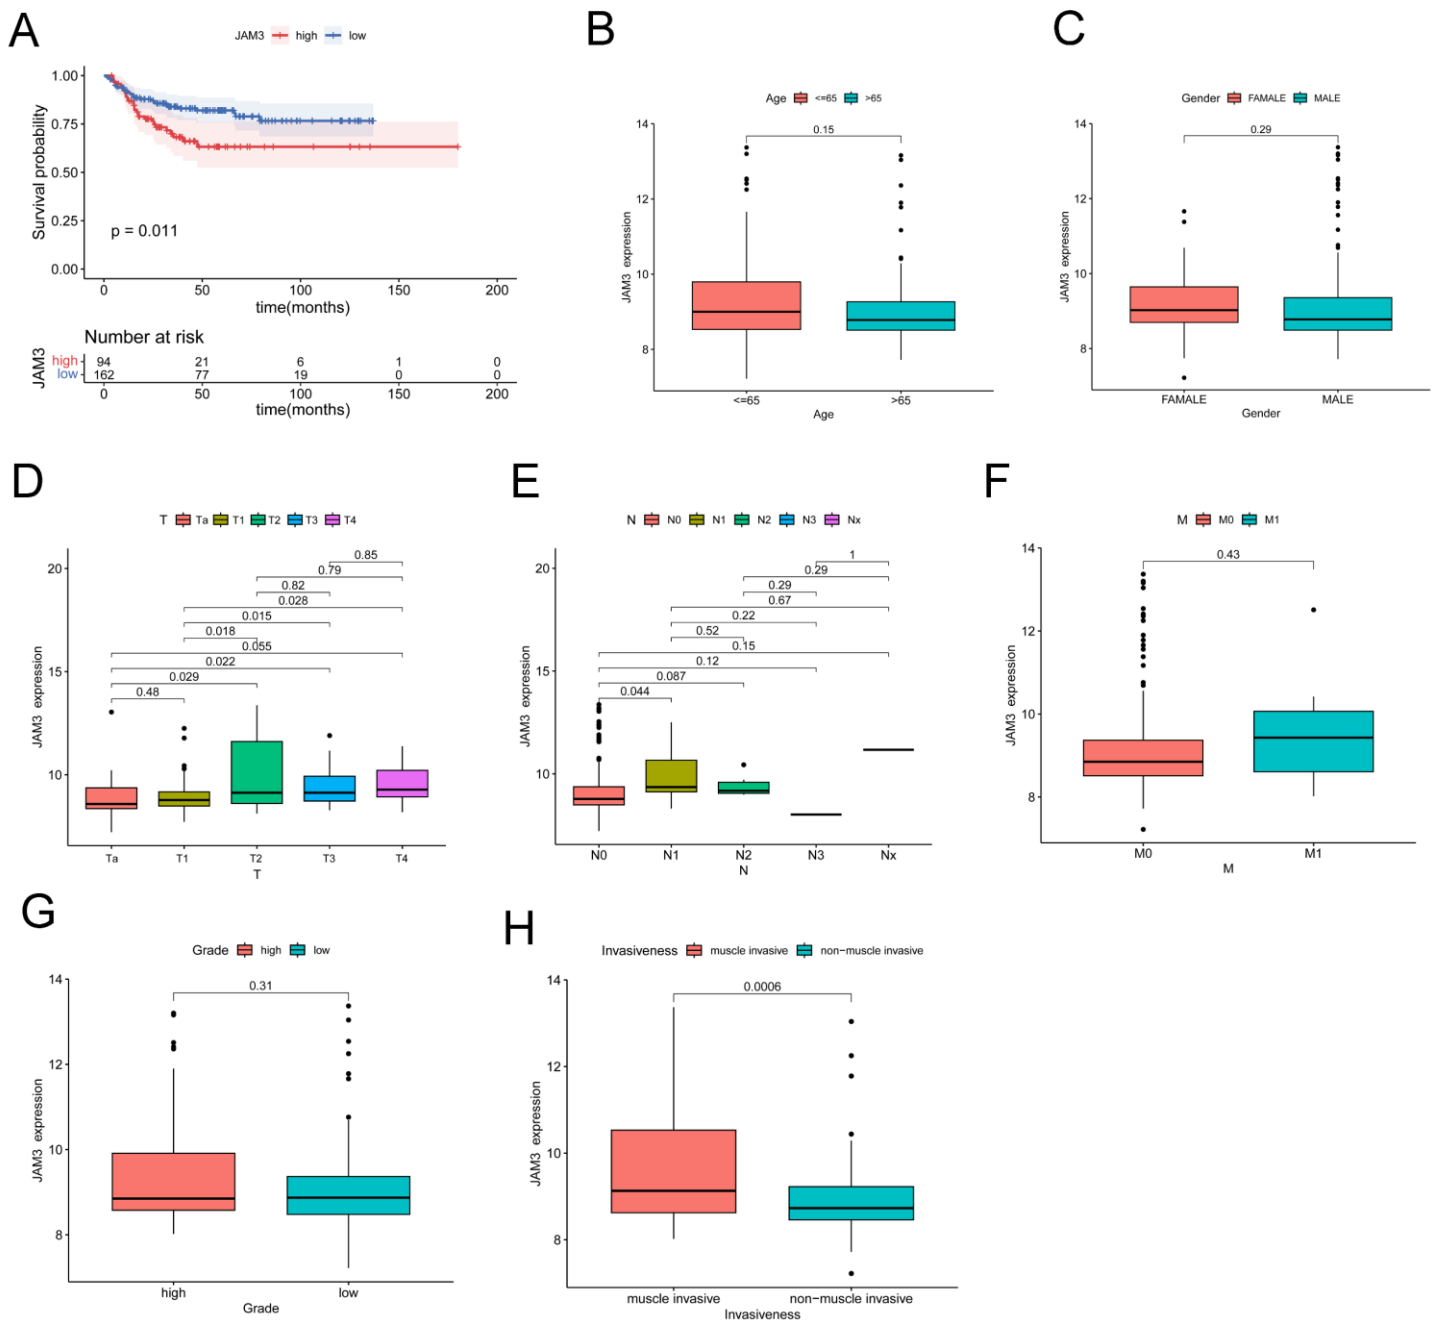 A
JAM3 high low
Survival probability
1.00
0.75
0.50
0.25
0.00
p = 0.011
0 50 100 150 200
time(months)
Number at risk
JAM3
high 94 21 6 1 0
low 162 77 19 0 0
0 50 100 150 200
time(months)
B
Age <=65 >65
JAM3 expression
14
12
10
8
0.15
<=65 >65
Age
C
Gender FAMALE MALE
JAM3 expression
14
12
10
8
0.29
FAMALE MALE
Gender
D
T Ta T1 T2 T3 T4
JAM3 expression
20
15
10
0.85
0.79
0.82
0.028
0.015
0.018
0.055
0.022
0.029
0.48
Ta T1 T2 T3 T4
T
E
N N0 N1 N2 N3 Nx
JAM3 expression
20
15
10
1
0.29
0.29
0.67
0.22
0.52
0.15
0.12
0.087
0.044
N0 N1 N2 N3 Nx
N
F
M M0 M1
JAM3 expression
14
12
10
8
0.43
M0 M1
M
G
Grade high low
JAM3 expression
14
12
10
8
0.31
high low
Grade
H
Invasiveness muscle invasive non−muscle invasive
JAM3 expression
14
12
10
8
0.0006
muscle invasive non−muscle invasive
Invasiveness